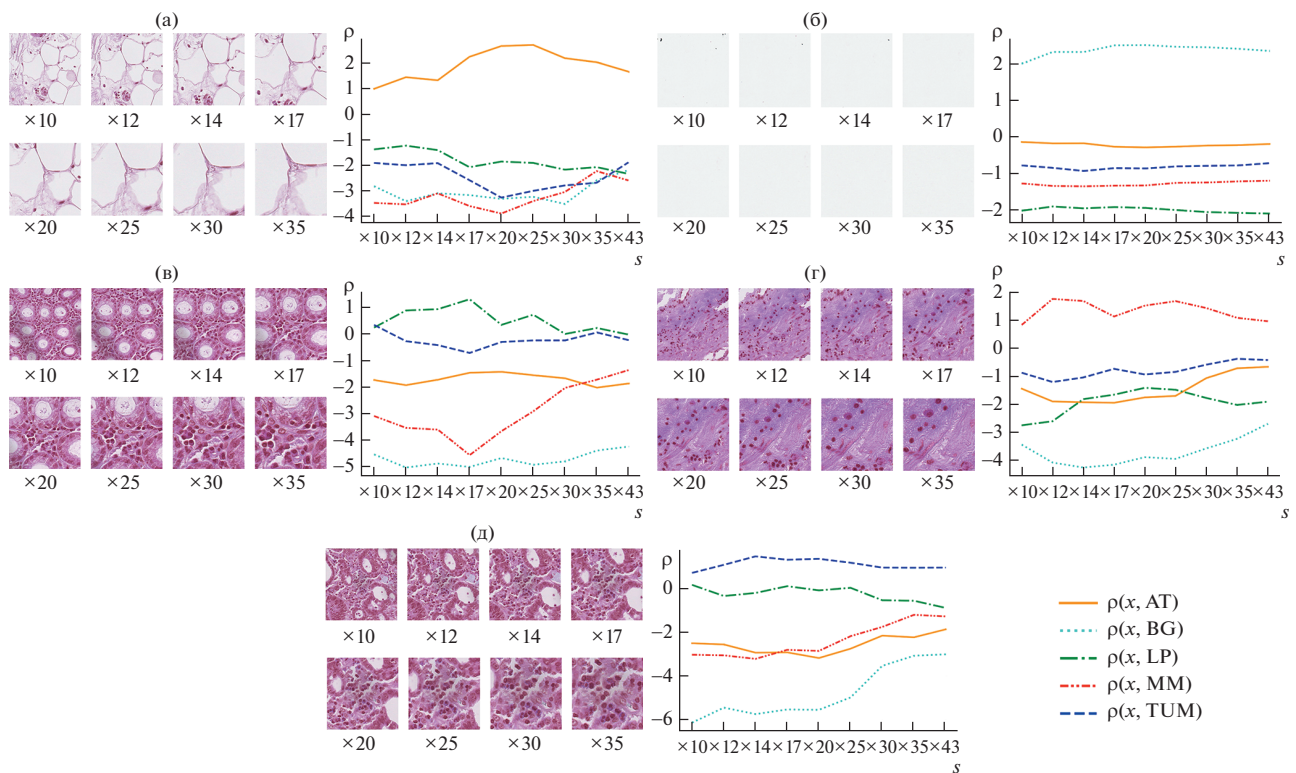 (а)
×10 ×12 ×14 ×17
×20 ×25 ×30 ×35
ρ
3
2
1
0
−1
−2
−3
−4
×10 ×12 ×14 ×17 ×20 ×25 ×30 ×35 ×43
s
(б)
×10 ×12 ×14 ×17
×20 ×25 ×30 ×35
ρ
2
1
0
−1
−2
×10 ×12 ×14 ×17 ×20 ×25 ×30 ×35 ×43
s
(в)
×10 ×12 ×14 ×17
×20 ×25 ×30 ×35
ρ
1
0
−1
−2
−3
−4
−5
×10 ×12 ×14 ×17 ×20 ×25 ×30 ×35 ×43
s
(г)
×10 ×12 ×14 ×17
×20 ×25 ×30 ×35
ρ
2
1
0
−1
−2
−3
−4
×10 ×12 ×14 ×17 ×20 ×25 ×30 ×35 ×43
s
(д)
×10 ×12 ×14 ×17
×20 ×25 ×30 ×35
ρ
0
−2
−4
−6
×10 ×12 ×14 ×17 ×20 ×25 ×30 ×35 ×43
s
ρ(x, AT)
ρ(x, BG)
ρ(x, LP)
ρ(x, MM)
ρ(x, TUM)